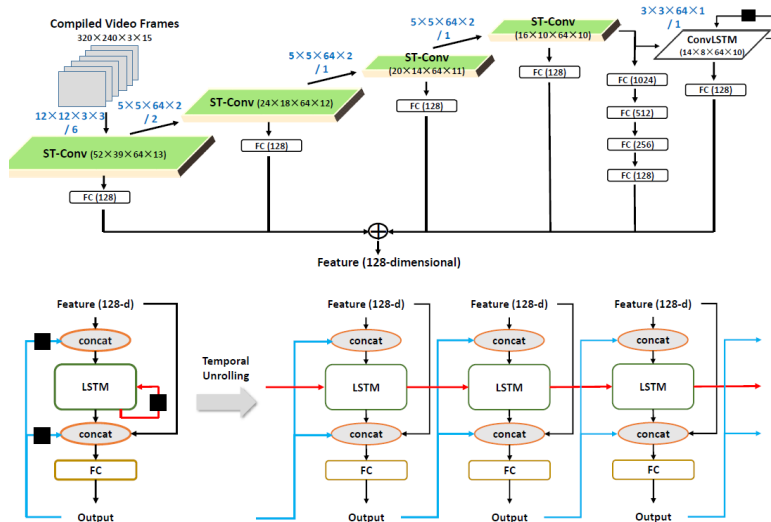 Compiled Video Frames
320×240×3×15
12×12×3×3
/ 6
ST-Conv (52×39×64×13)
FC (128)
5×5×64×2
/ 2
ST-Conv (24×18×64×12)
FC (128)
5×5×64×2
/ 1
ST-Conv
(20×14×64×11)
FC (128)
5×5×64×2
/ 1
ST-Conv
(16×10×64×10)
FC (128)
FC (1024)
FC (512)
FC (256)
FC (128)
3×3×64×1
/ 1
ConvLSTM
(14×8×64×10)
FC (128)
Feature (128-dimensional)
Feature (128-d)
concat
LSTM
concat
FC
Output
Temporal
Unrolling
Feature (128-d)
concat
LSTM
concat
FC
Output
Feature (128-d)
concat
LSTM
concat
FC
Output
Feature (128-d)
concat
LSTM
concat
FC
Output